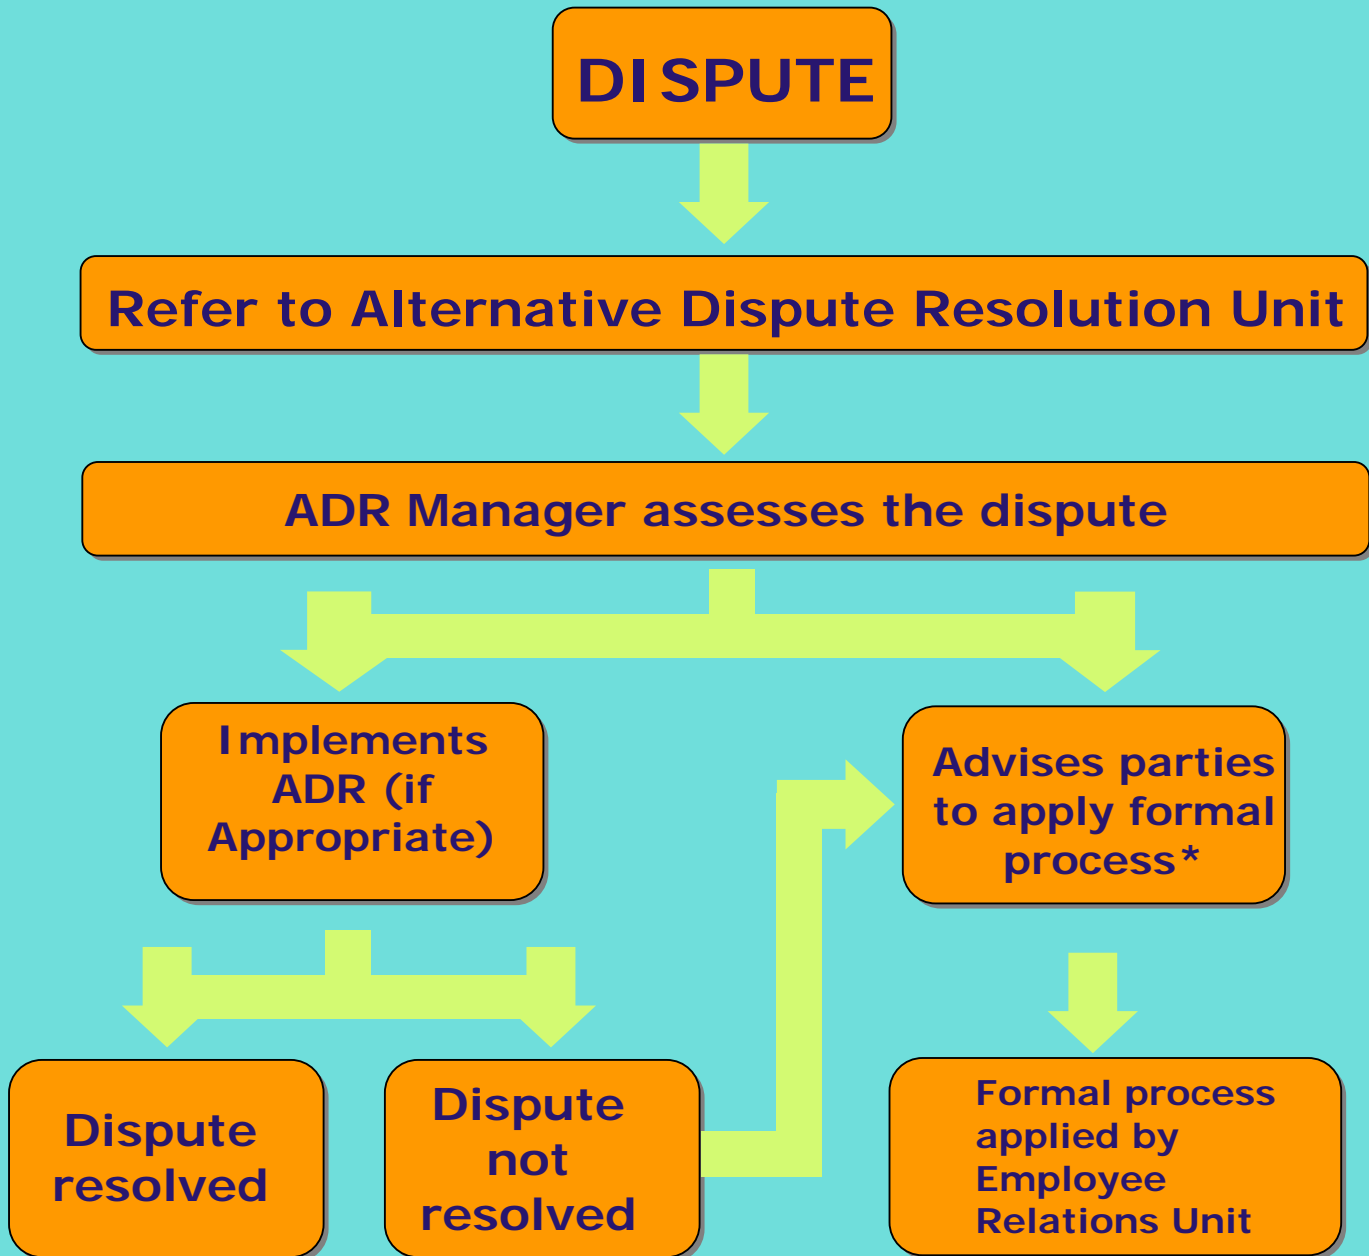 DISPUTE
Refer to Alternative Dispute Resolution Unit
ADR Manager assesses the dispute
Implements
ADR (if
Appropriate)
Advises parties
to apply formal
process*
Dispute
resolved
Dispute
not
resolved
Formal process
applied by
Employee
Relations Unit